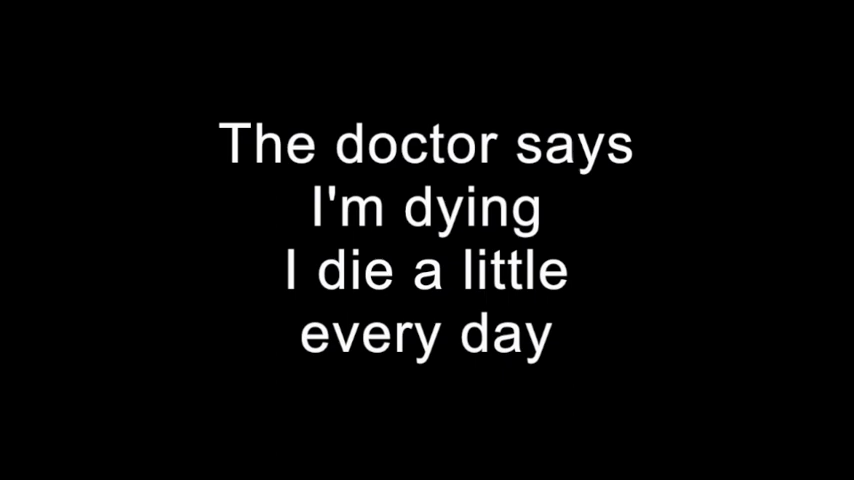 The doctor says
I'm dying
I die a little
every day